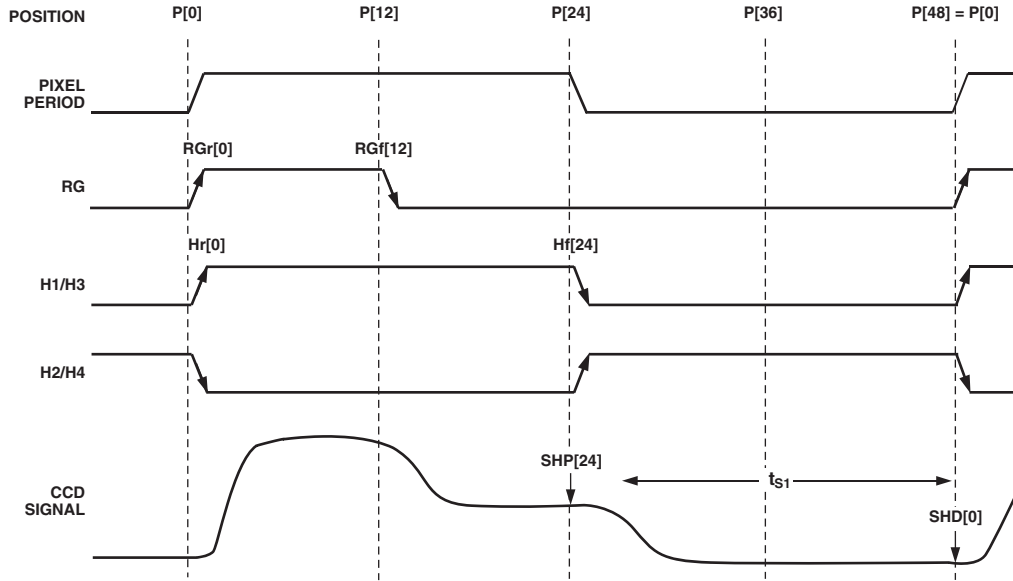 POSITION P[0] P[12] P[24] P[36] P[48] = P[0]
PIXEL
PERIOD
RGr[0] RGf[12]
RG
Hr[0] Hf[24]
H1/H3
H2/H4
SHP[24]
CCD
SIGNAL
tS1
SHD[0]